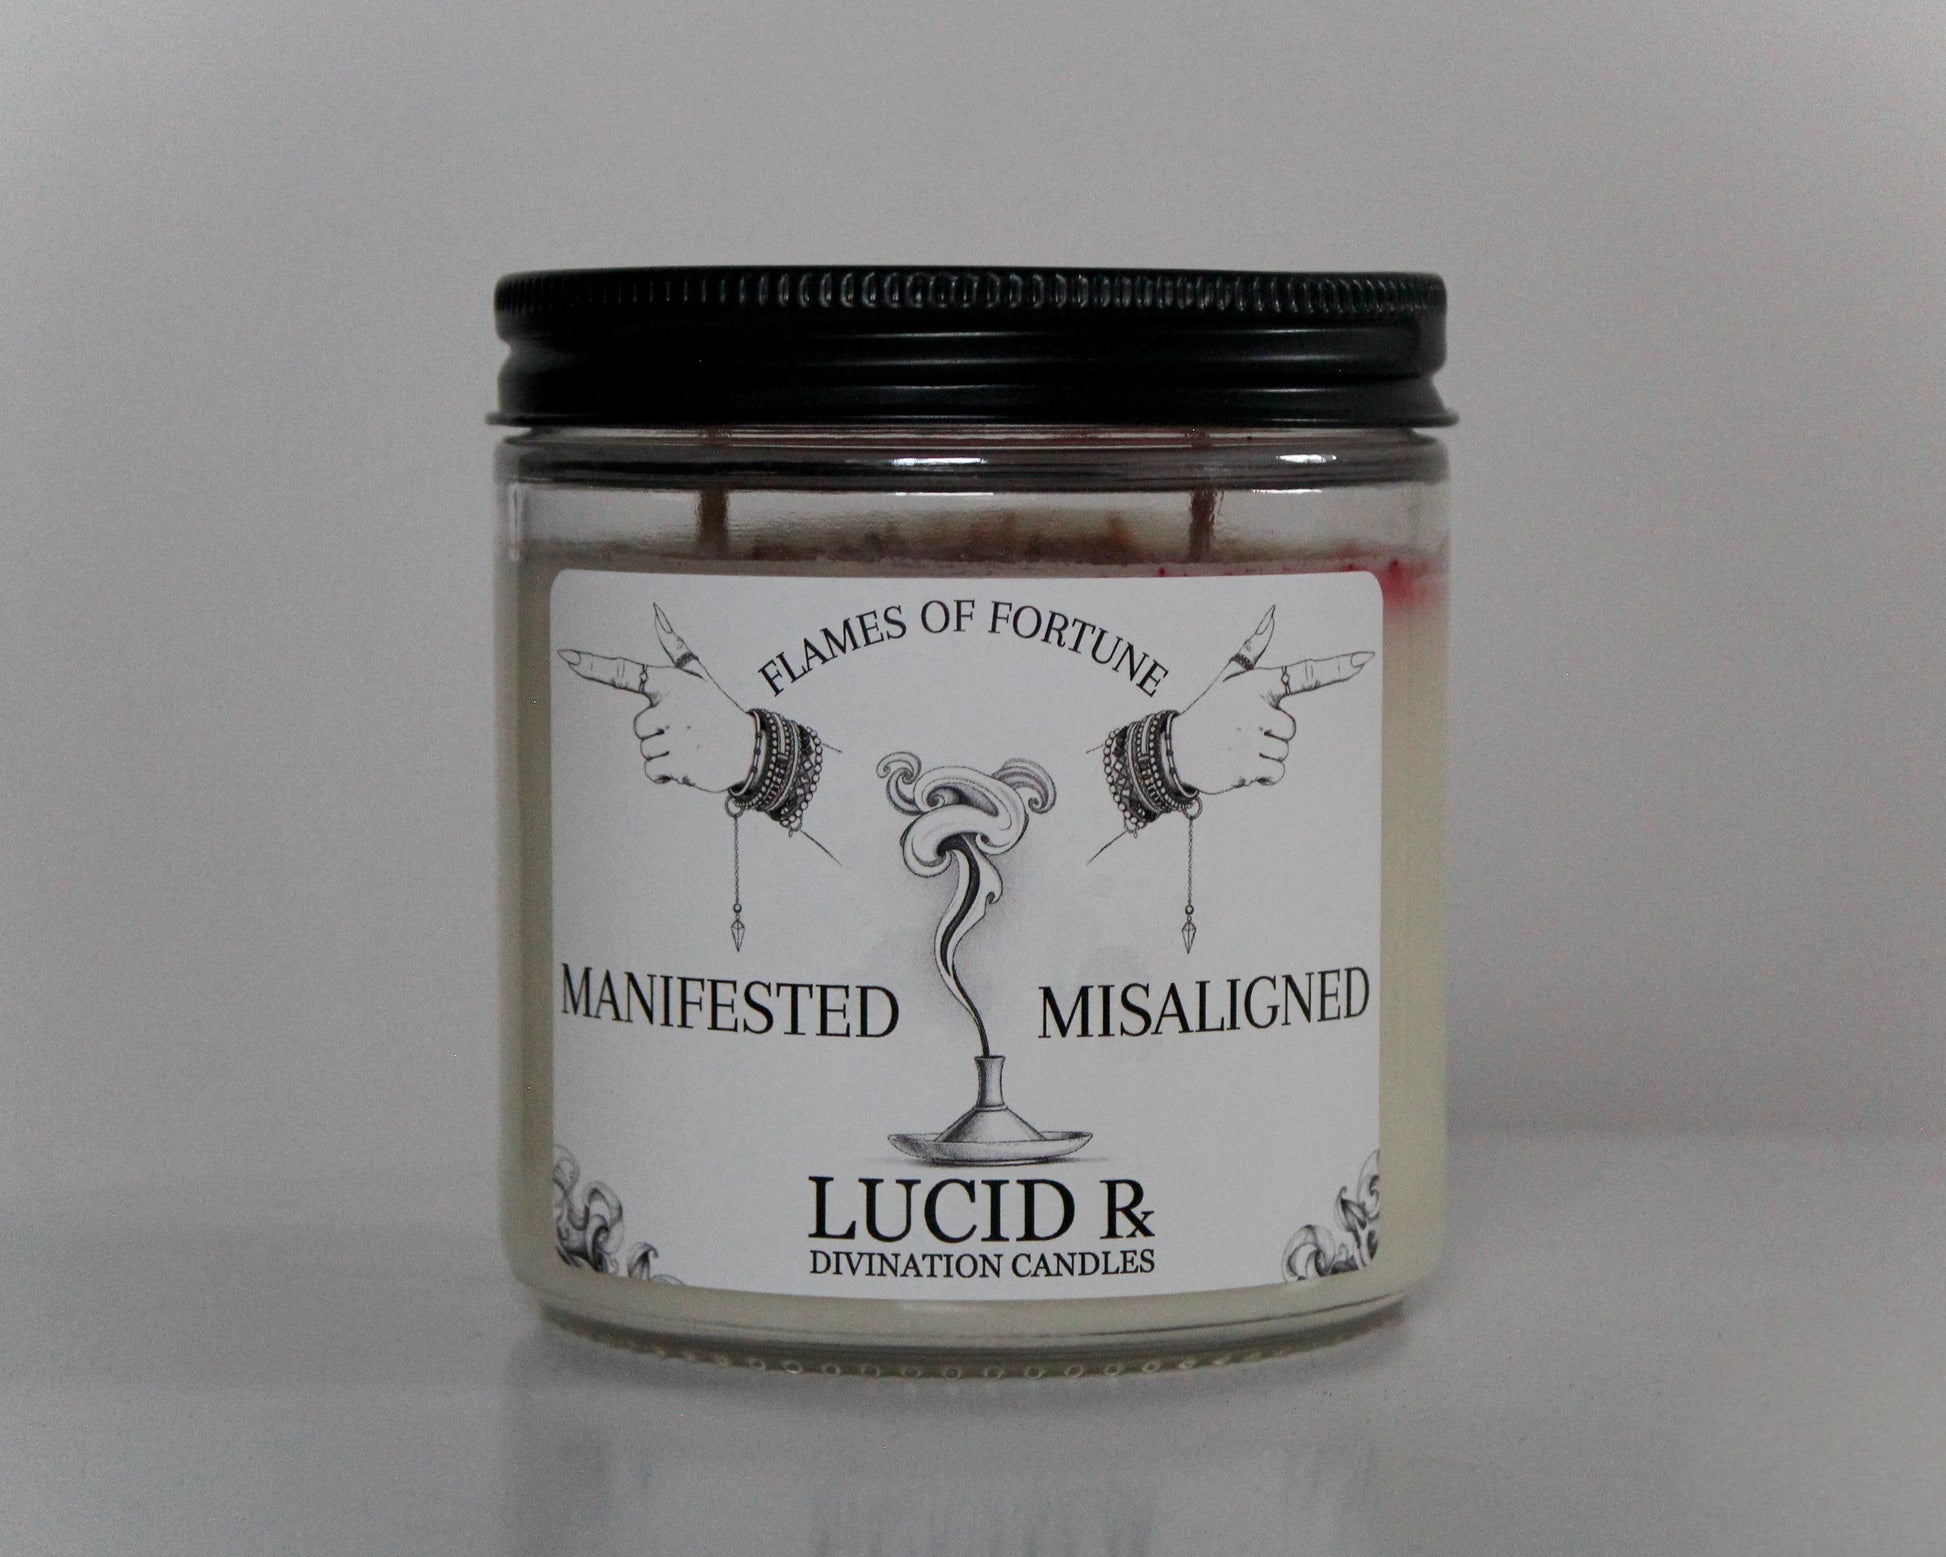 FLAMES OF FORTUNE
MANIFESTED MISALIGNED
LUCID ℞
DIVINATION CANDLES